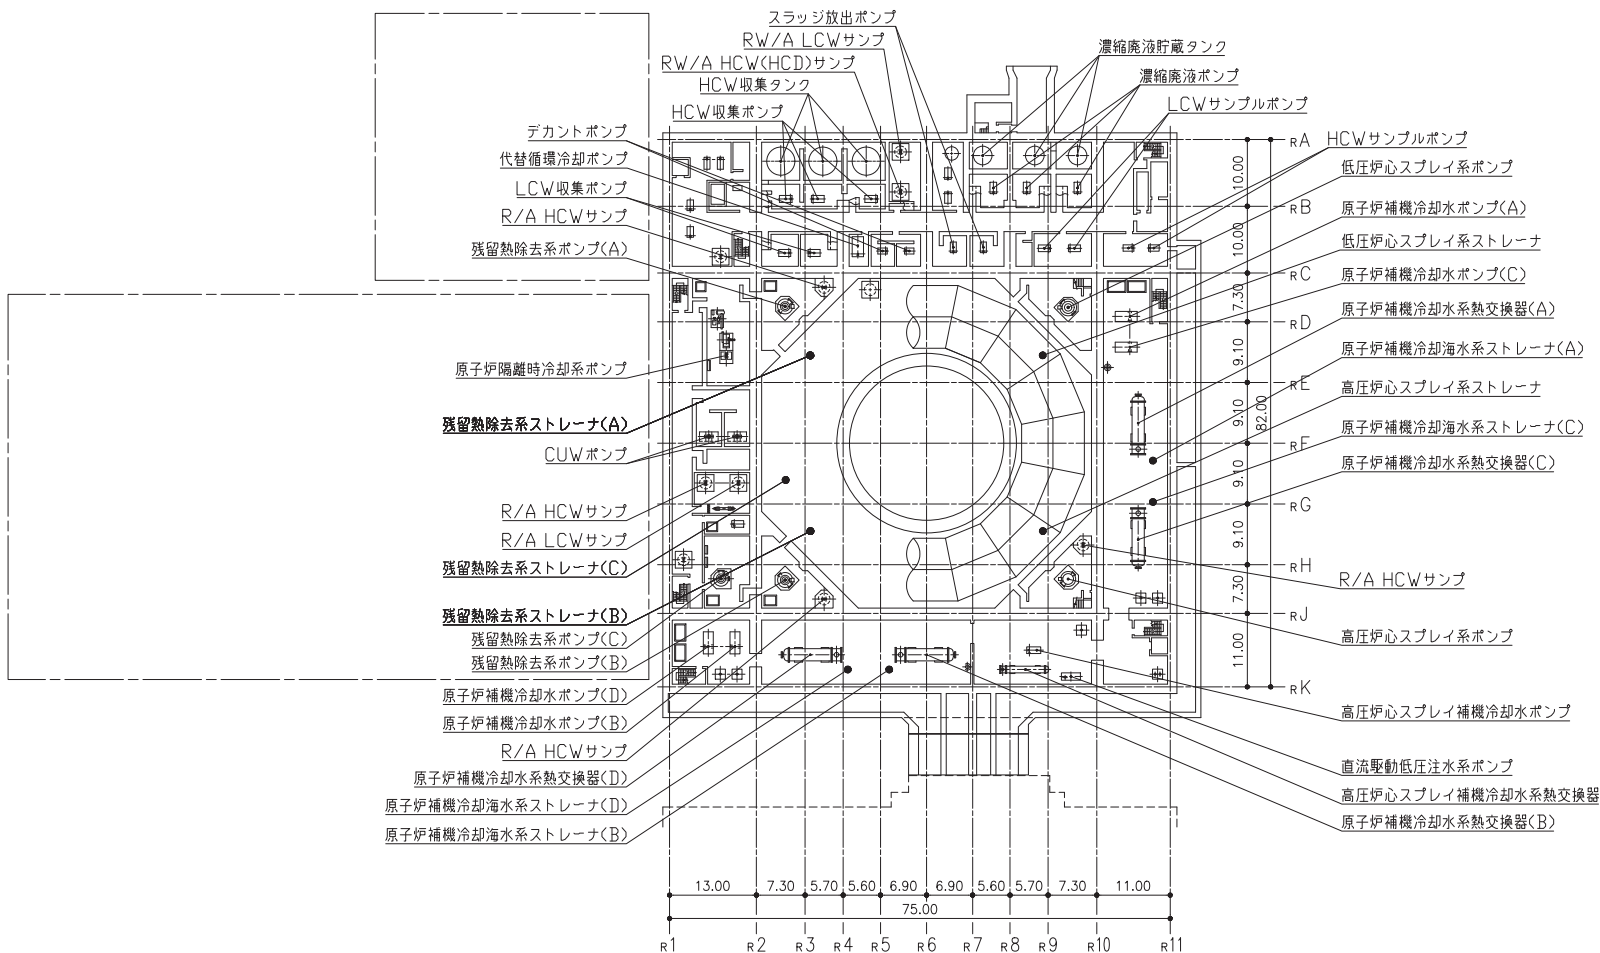 スラッジ放出ポンプ
RW/A LCWサンプ
RW/A HCW(HCD)サンプ
HCW収集タンク
HCW収集ポンプ
デカントポンプ
代替循環冷却ポンプ
LCW収集ポンプ
R/A HCWサンプ
残留熱除去系ポンプ(A)
原子炉隔離時冷却系ポンプ
残留熱除去系ストレーナ(A)
CUWポンプ
R/A HCWサンプ
R/A LCWサンプ
残留熱除去系ストレーナ(C)
残留熱除去系ストレーナ(B)
残留熱除去系ポンプ(C)
残留熱除去系ポンプ(B)
原子炉補機冷却水ポンプ(D)
原子炉補機冷却水ポンプ(B)
R/A HCWサンプ
原子炉補機冷却水系熱交換器(D)
原子炉補機冷却海水系ストレーナ(D)
原子炉補機冷却海水系ストレーナ(B)
濃縮廃液貯蔵タンク
濃縮廃液ポンプ
LCWサンプルポンプ
HCWサンプルポンプ
低圧炉心スプレイ系ポンプ
原子炉補機冷却水ポンプ(A)
低圧炉心スプレイ系ストレーナ
原子炉補機冷却水ポンプ(C)
原子炉補機冷却水系熱交換器(A)
原子炉補機冷却海水系ストレーナ(A)
高圧炉心スプレイ系ストレーナ
原子炉補機冷却海水系ストレーナ(C)
原子炉補機冷却水系熱交換器(C)
R/A HCWサンプ
高圧炉心スプレイ系ポンプ
高圧炉心スプレイ補機冷却水ポンプ
直流駆動低圧注水系ポンプ
高圧炉心スプレイ補機冷却水系熱交換器
原子炉補機冷却水系熱交換器(B)
RA
10.00
RB
10.00
RC
7.30
RD
9.10
RE
9.10
82.00
RF
9.10
RG
9.10
RH
7.30
RJ
11.00
RK
13.00 7.30 5.70 5.60 6.90 6.90 5.60 5.70 7.30 11.00
75.00
R1 R2 R3 R4 R5 R6 R7 R8 R9 R10 R11